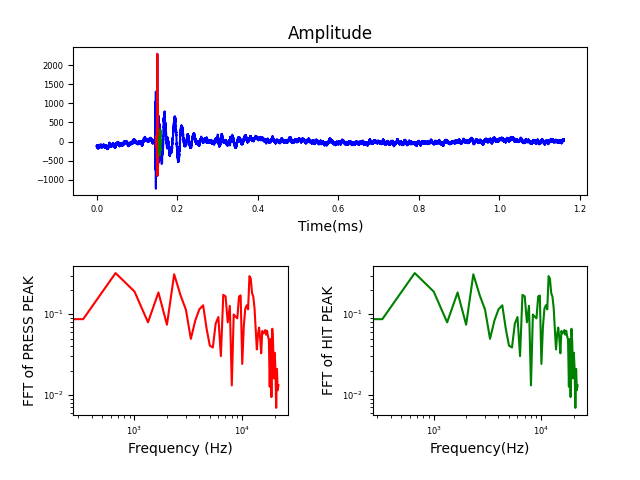 Amplitude
2000
1500
1000
500
0
−500
−1000
0.0 0.2 0.4 0.6 0.8 1.0 1.2
Time(ms)
FFT of PRESS PEAK
10⁻¹
10⁻²
10³ 10⁴
Frequency (Hz)
FFT of HIT PEAK
10⁻¹
10⁻²
10³ 10⁴
Frequency(Hz)